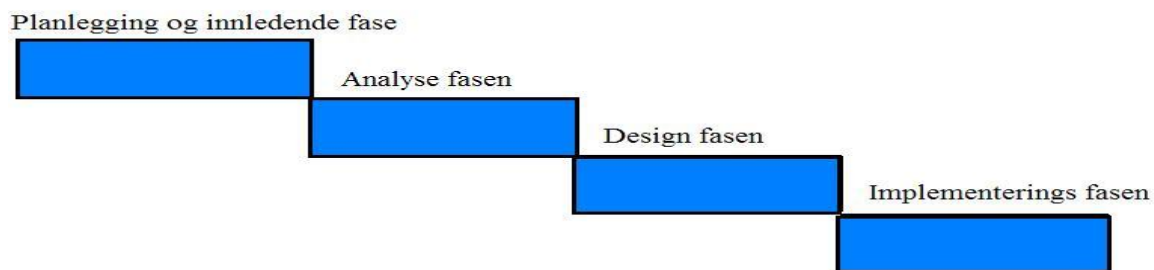 Planlegging og innledende fase
Analyse fasen
Design fasen
Implementerings fasen